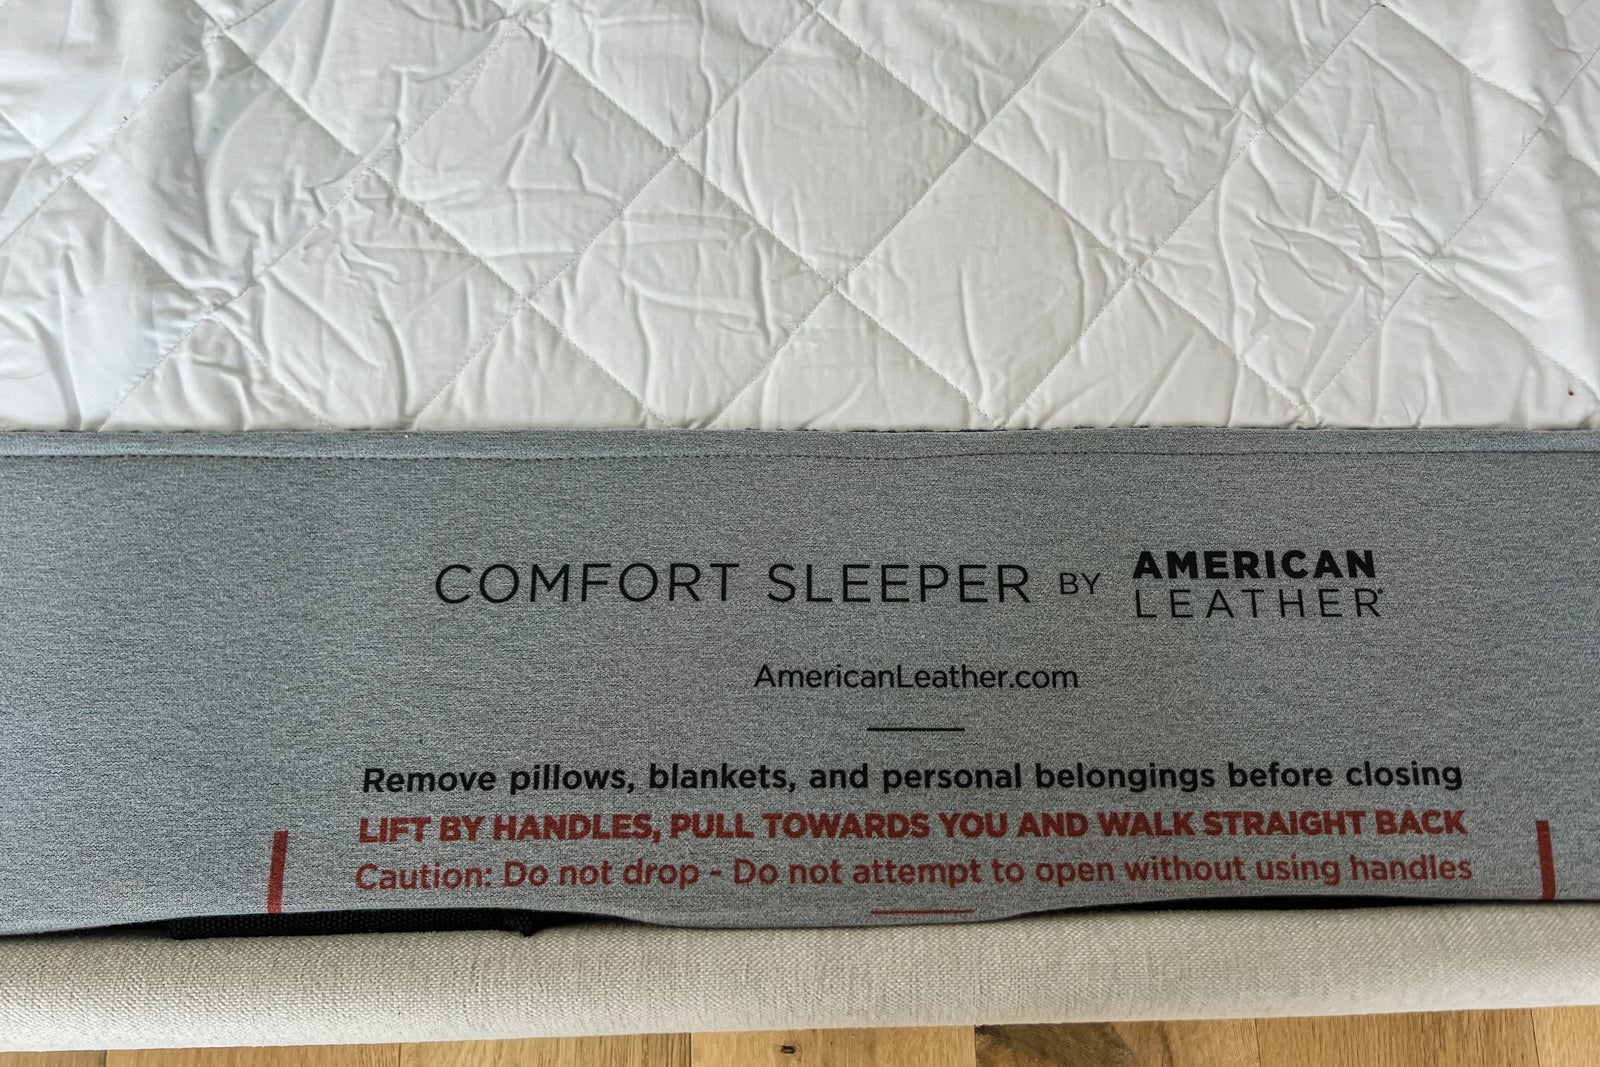 COMFORT SLEEPER BY AMERICAN LEATHER®
AmericanLeather.com
Remove pillows, blankets, and personal belongings before closing
LIFT BY HANDLES, PULL TOWARDS YOU AND WALK STRAIGHT BACK
Caution: Do not drop - Do not attempt to open without using handles